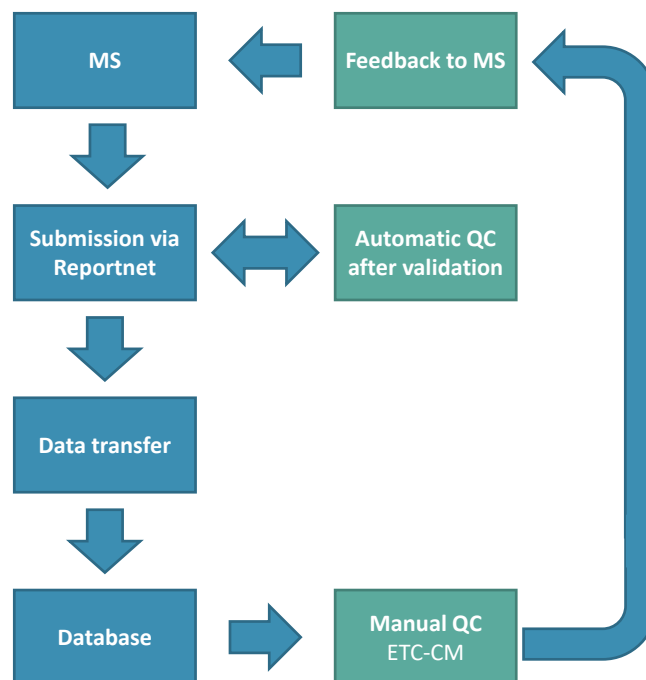 MS
Feedback to MS
Submission via
Reportnet
Automatic QC
after validation
Data transfer
Database
Manual QC
ETC-CM